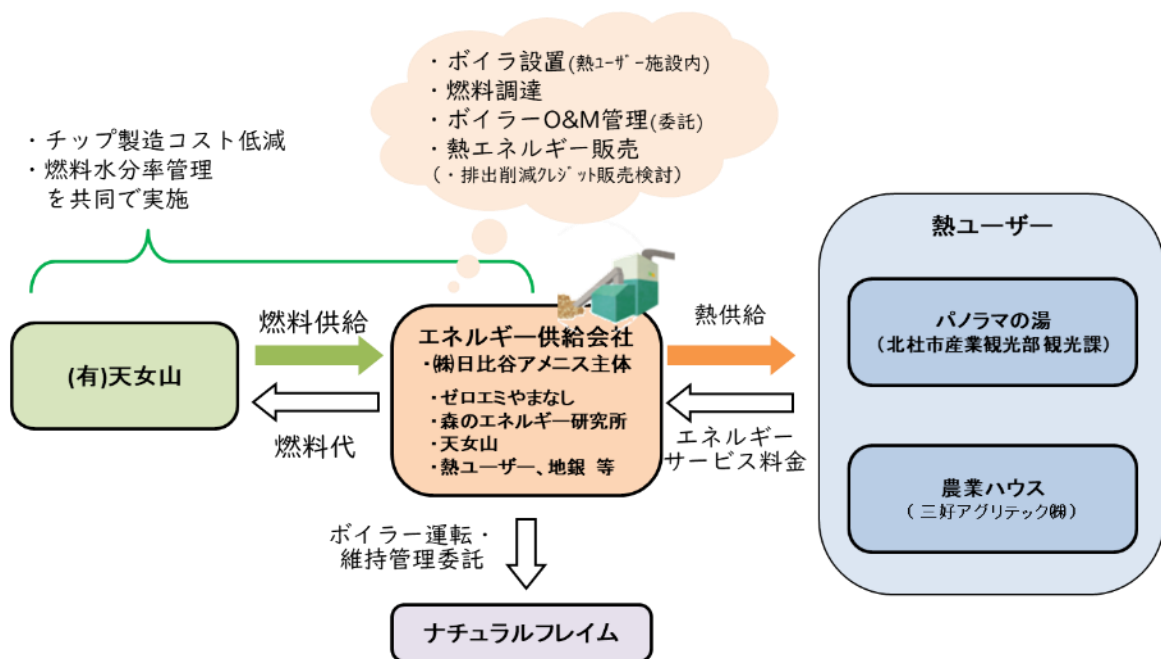 ・ボイラ設置(熱ﾕｰｻﾞｰ施設内)
・燃料調達
・ボイラーO&M管理(委託)
・熱エネルギー販売
(・排出削減ｸﾚｼﾞｯﾄ販売検討)
・チップ製造コスト低減
・燃料水分率管理
を共同で実施
(有)天女山
燃料供給
燃料代
エネルギー供給会社
・㈱日比谷アメニス主体
・ゼロエミやまなし
・森のエネルギー研究所
・天女山
・熱ユーザー、地銀 等
熱供給
エネルギー
サービス料金
熱ユーザー
パノラマの湯
(北杜市産業観光部観光課)
農業ハウス
(三好アグリテック㈱)
ボイラー運転・
維持管理委託
ナチュラルフレイム